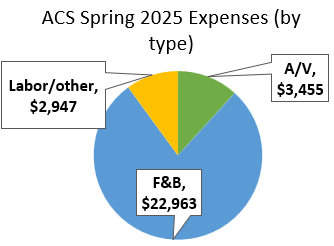 ACS Spring 2025 Expenses (by
type)
Labor/other,
$2,947
A/V,
$3,455
F&B,
$22,963